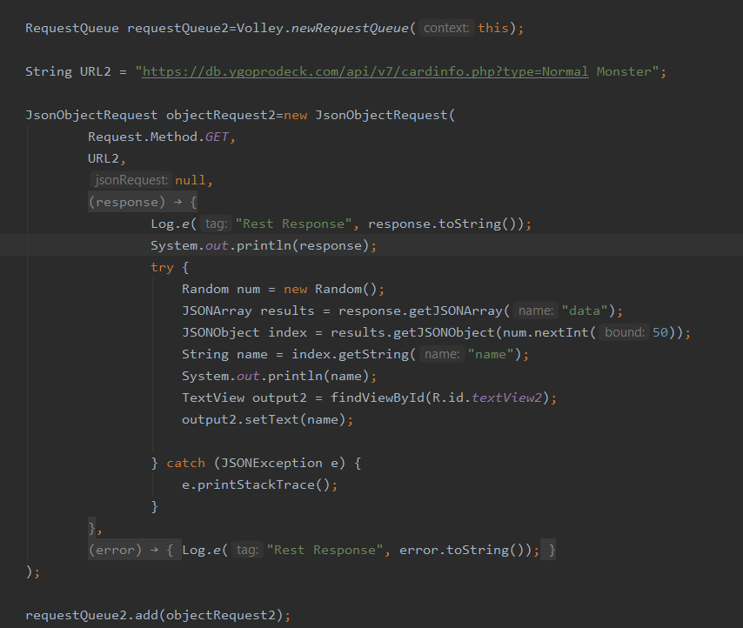 RequestQueue requestQueue2=Volley.newRequestQueue( context: this);
String URL2 = "https://db.ygoprodeck.com/api/v7/cardinfo.php?type=Normal Monster";
JsonObjectRequest objectRequest2=new JsonObjectRequest(
Request.Method.GET,
URL2,
jsonRequest: null,
(response) → {
Log.e( tag: "Rest Response", response.toString());
System.out.println(response);
try {
Random num = new Random();
JSONArray results = response.getJSONArray( name: "data");
JSONObject index = results.getJSONObject(num.nextInt( bound: 50));
String name = index.getString( name: "name");
System.out.println(name);
TextView output2 = findViewById(R.id.textView2);
output2.setText(name);
} catch (JSONException e) {
e.printStackTrace();
}
},
(error) → { Log.e( tag: "Rest Response", error.toString()); }
);
requestQueue2.add(objectRequest2);